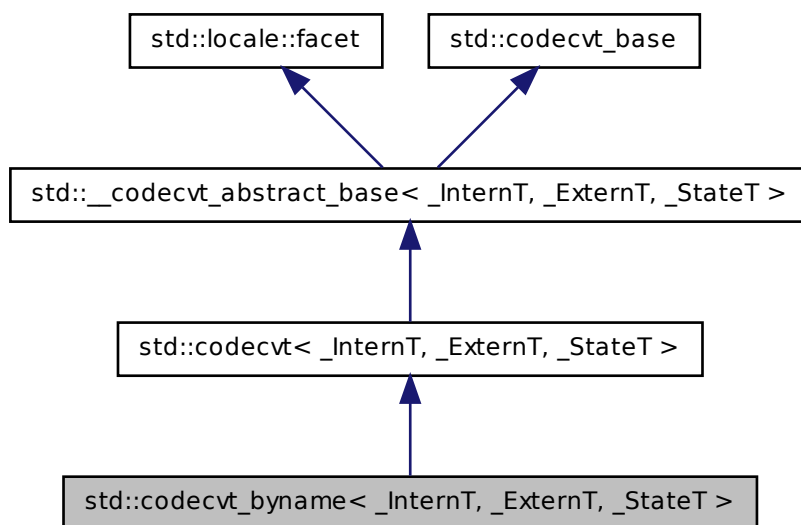 std::locale::facet
std::codecvt_base
std::__codecvt_abstract_base< _InternT, _ExternT, _StateT >
std::codecvt< _InternT, _ExternT, _StateT >
std::codecvt_byname< _InternT, _ExternT, _StateT >